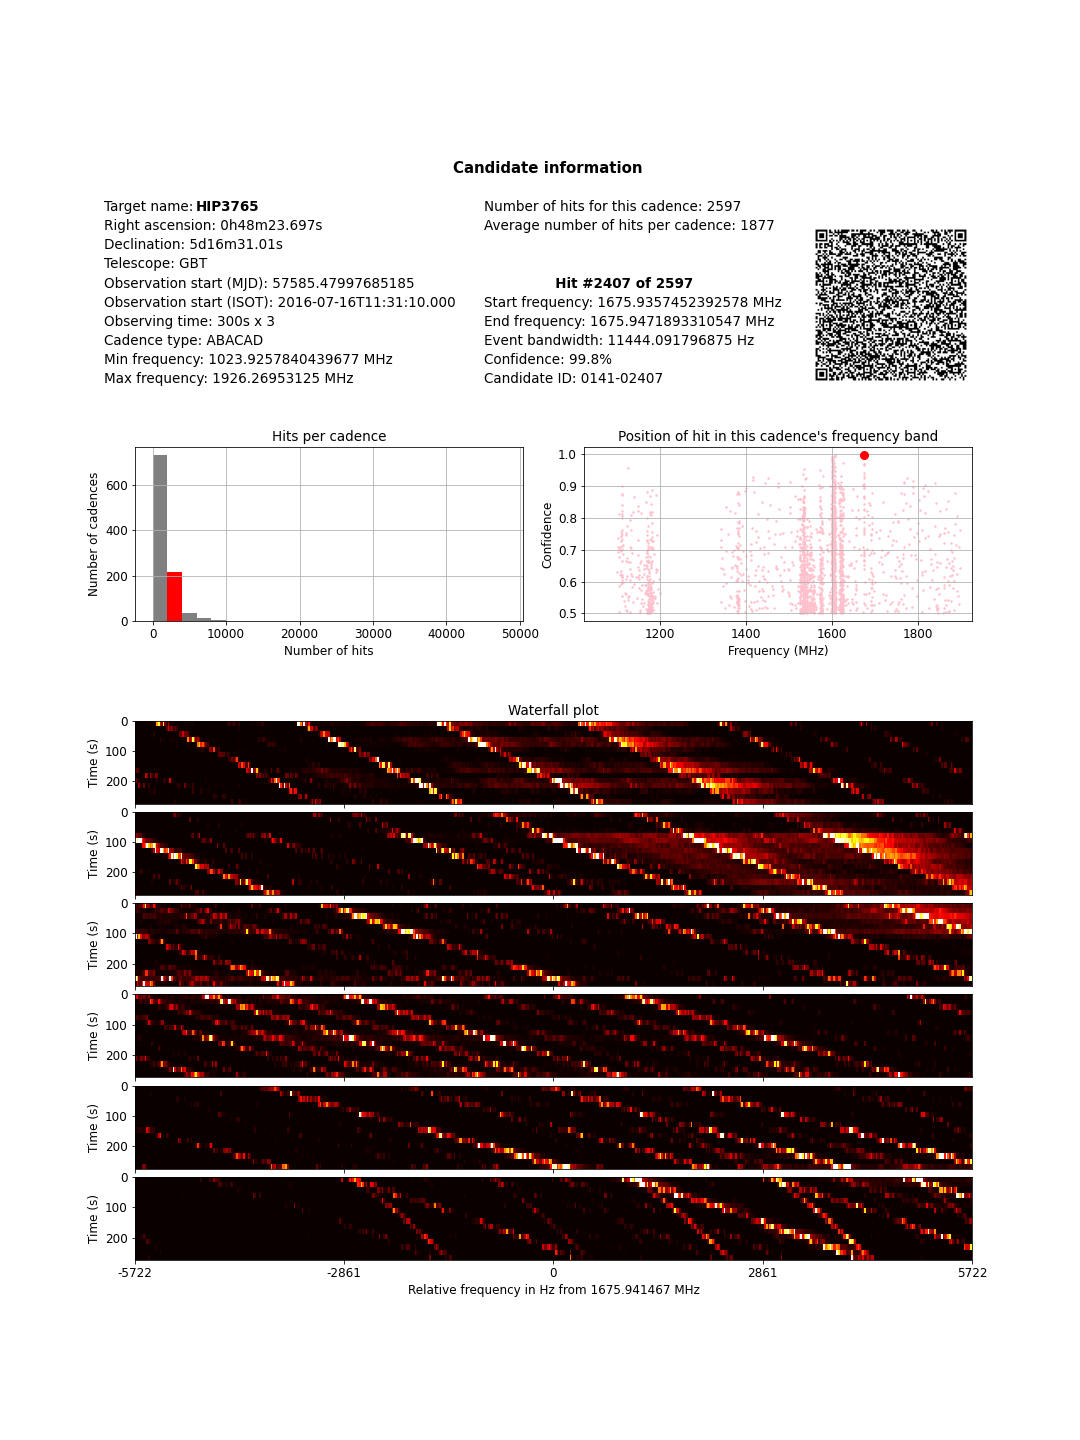 Candidate information
Target name: HIP3765
Right ascension: 0h48m23.697s
Declination: 5d16m31.01s
Telescope: GBT
Observation start (MJD): 57585.47997685185
Observation start (ISOT): 2016-07-16T11:31:10.000
Observing time: 300s x 3
Cadence type: ABACAD
Min frequency: 1023.9257840439677 MHz
Max frequency: 1926.26953125 MHz
Number of hits for this cadence: 2597
Average number of hits per cadence: 1877
Hit #2407 of 2597
Start frequency: 1675.9357452392578 MHz
End frequency: 1675.9471893310547 MHz
Event bandwidth: 11444.091796875 Hz
Confidence: 99.8%
Candidate ID: 0141-02407
Hits per cadence
Number of cadences
600
400
200
0
0 10000 20000 30000 40000 50000
Number of hits
Position of hit in this cadence's frequency band
Confidence
1.0
0.9
0.8
0.7
0.6
0.5
1200 1400 1600 1800
Frequency (MHz)
Waterfall plot
Time (s)
0
100
200
Time (s)
0
100
200
Time (s)
0
100
200
Time (s)
0
100
200
Time (s)
0
100
200
Time (s)
0
100
200
-5722 -2861 0 2861 5722
Relative frequency in Hz from 1675.941467 MHz